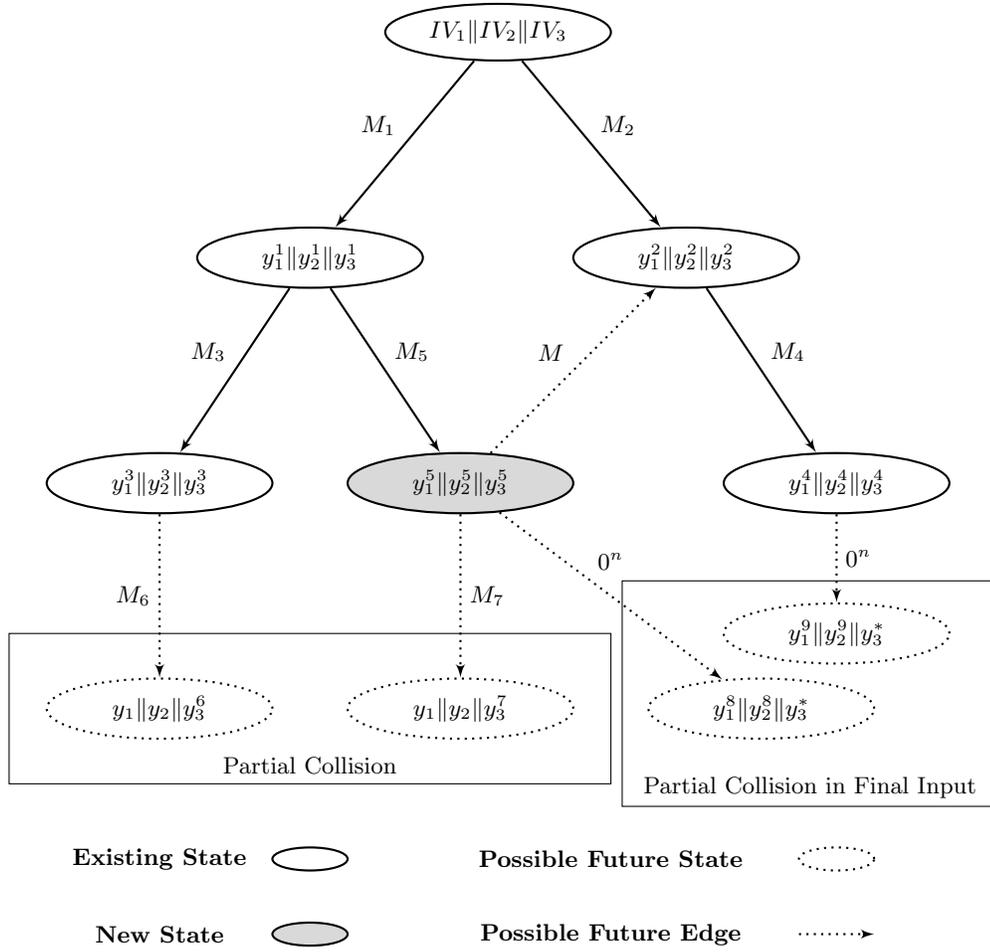 IV₁‖IV₂‖IV₃
M₁ M₂
y₁¹‖y₂¹‖y₃¹ y₁²‖y₂²‖y₃²
M₃ M₅ M M₄
y₁³‖y₂³‖y₃³ y₁⁵‖y₂⁵‖y₃⁵ y₁⁴‖y₂⁴‖y₃⁴
0ⁿ 0ⁿ
M₆ M₇
y₁⁹‖y₂⁹‖y₃*
y₁‖y₂‖y₃⁶ y₁‖y₂‖y₃⁷ y₁⁸‖y₂⁸‖y₃*
Partial Collision
Partial Collision in Final Input
Existing State Possible Future State
New State Possible Future Edge